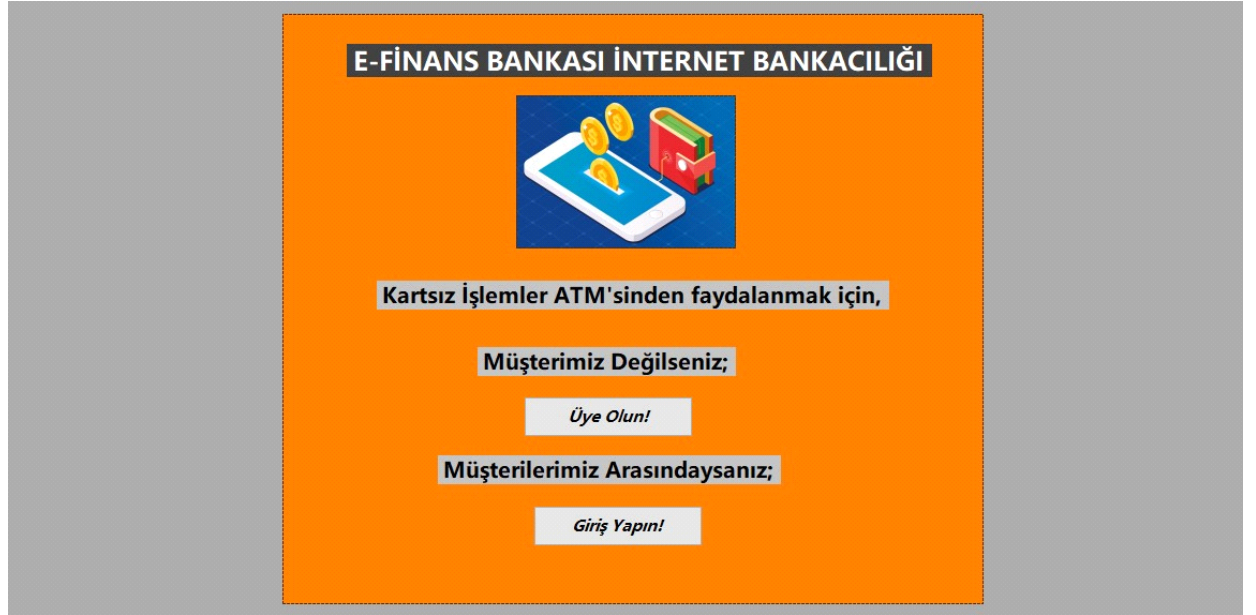 E-FİNANS BANKASI İNTERNET BANKACILIĞI
Kartsız İşlemler ATM'sinden faydalanmak için,
Müşterimiz Değilseniz;
Üye Olun!
Müşterilerimiz Arasındaysanız;
Giriş Yapın!